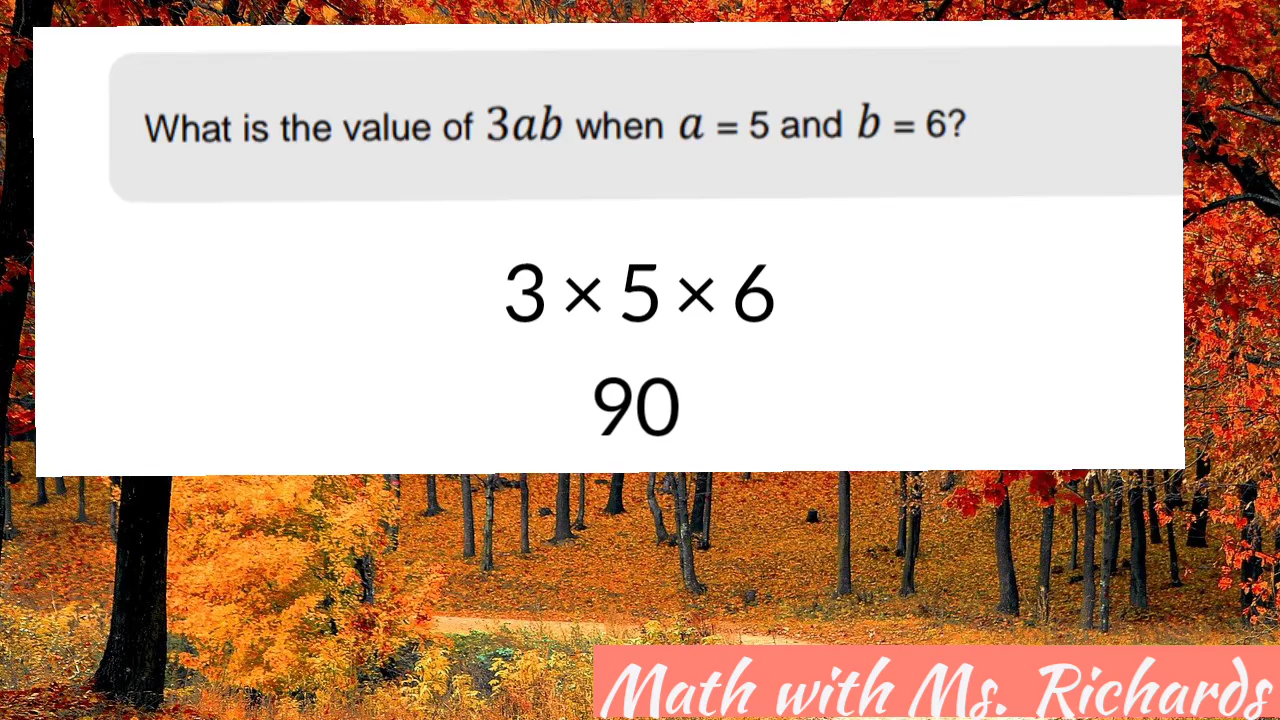 What is the value of 3ab when a = 5 and b = 6?
3 × 5 × 6
90
Math with Ms. Richards